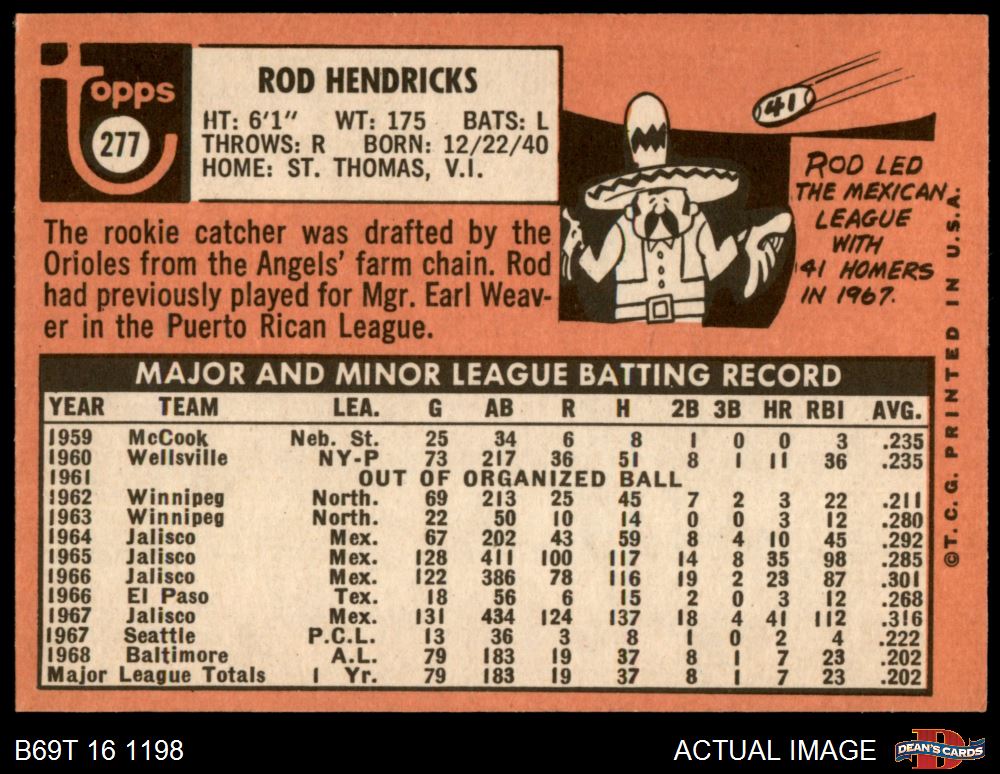 topps
277
ROD HENDRICKS
HT: 6'1" WT: 175 BATS: L
THROWS: R BORN: 12/22/40
HOME: ST. THOMAS, V.I.
The rookie catcher was drafted by the
Orioles from the Angels' farm chain. Rod
had previously played for Mgr. Earl Weav-
er in the Puerto Rican League.
41
ROD LED
THE MEXICAN
LEAGUE
WITH
41 HOMERS
IN 1967.
©T.C.G. PRINTED IN U.S.A.
MAJOR AND MINOR LEAGUE BATTING RECORD
YEAR TEAM LEA. G AB R H 2B 3B HR RBI AVG.
1959 McCook Neb. St. 25 34 6 8 1 0 0 3 .235
1960 Wellsville NY-P 73 217 36 51 8 1 11 36 .235
1961 OUT OF ORGANIZED BALL
1962 Winnipeg North. 69 213 25 45 7 2 3 22 .211
1963 Winnipeg North. 22 50 10 14 0 0 3 12 .280
1964 Jalisco Mex. 67 202 43 59 8 4 10 45 .292
1965 Jalisco Mex. 128 411 100 117 14 8 35 98 .285
1966 Jalisco Mex. 122 386 78 116 19 2 23 87 .301
1966 El Paso Tex. 18 56 6 15 2 0 3 12 .268
1967 Jalisco Mex. 131 434 124 137 18 4 41 112 .316
1967 Seattle P.C.L. 13 36 3 8 1 0 2 4 .222
1968 Baltimore A.L. 79 183 19 37 8 1 7 23 .202
Major League Totals 1 Yr. 79 183 19 37 8 1 7 23 .202
B69T 16 1198
ACTUAL IMAGE
D
DEAN'S CARDS